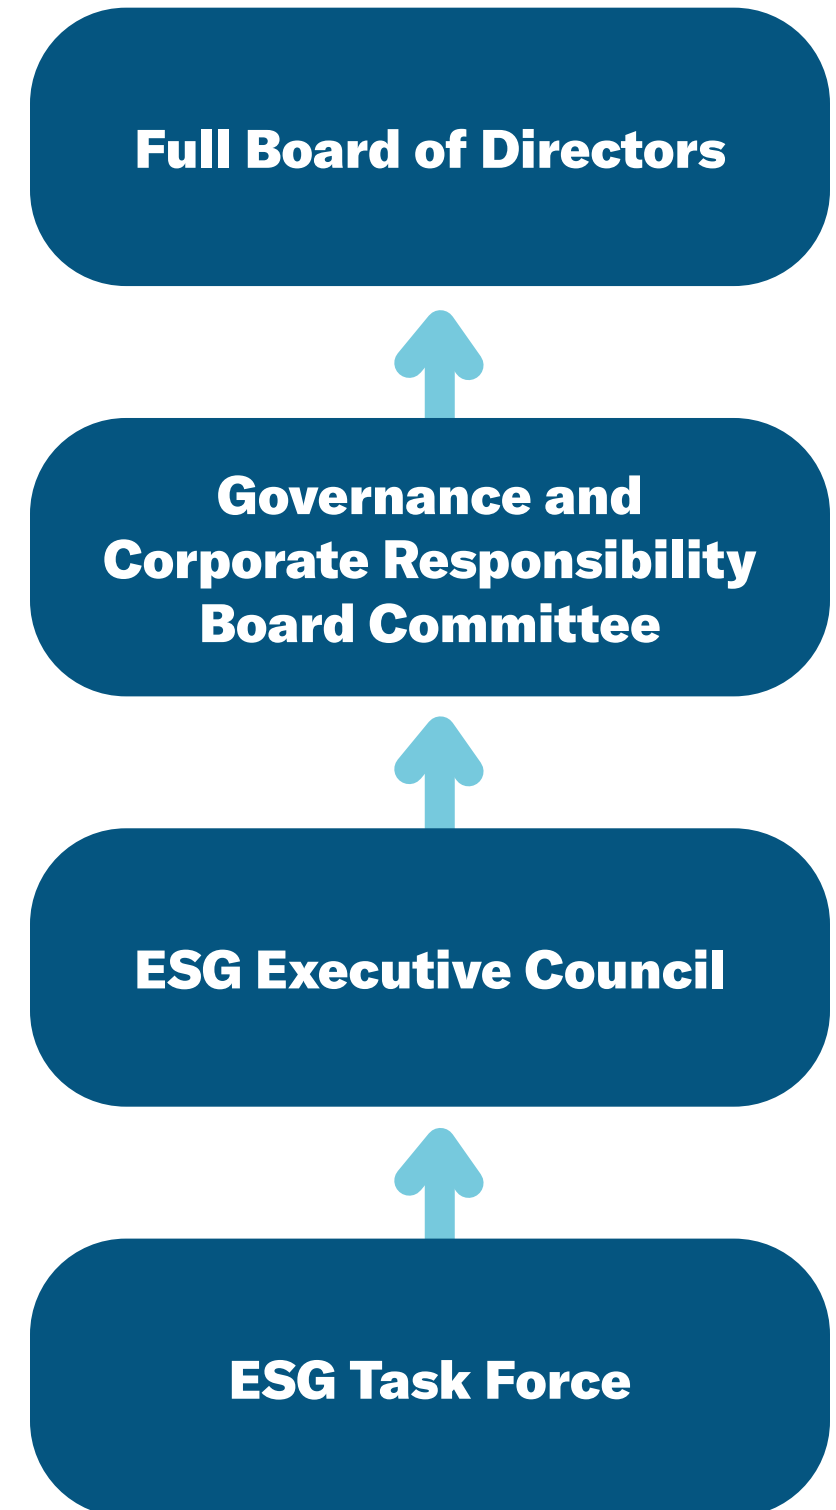 Full Board of Directors
Governance and
Corporate Responsibility
Board Committee
ESG Executive Council
ESG Task Force